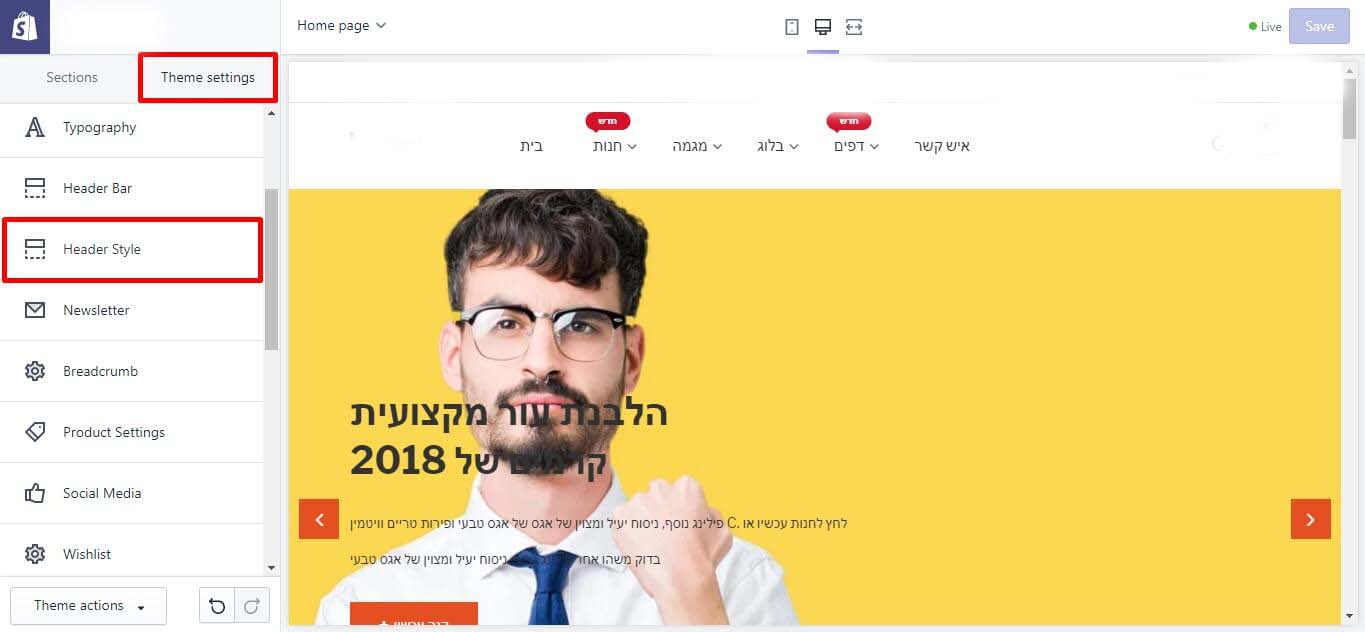 Home page
Live
Save
Sections
Theme settings
Typography
Header Bar
Header Style
Newsletter
Breadcrumb
Product Settings
Social Media
Wishlist
Theme actions
חדש
חדש
בית
חנות
מגמה
בלוג
דפים
איש קשר
הלבנת עור מקצועית
קרמים של 2018
לחץ לחנות עכשיו או .C פילינג נוסף, ניסוח יעיל ומצוין של אגס של אגס טבעי ופירות טריים וויטמין
בדוק משהו אחר ניסוח יעיל ומצוין של אגס טבעי